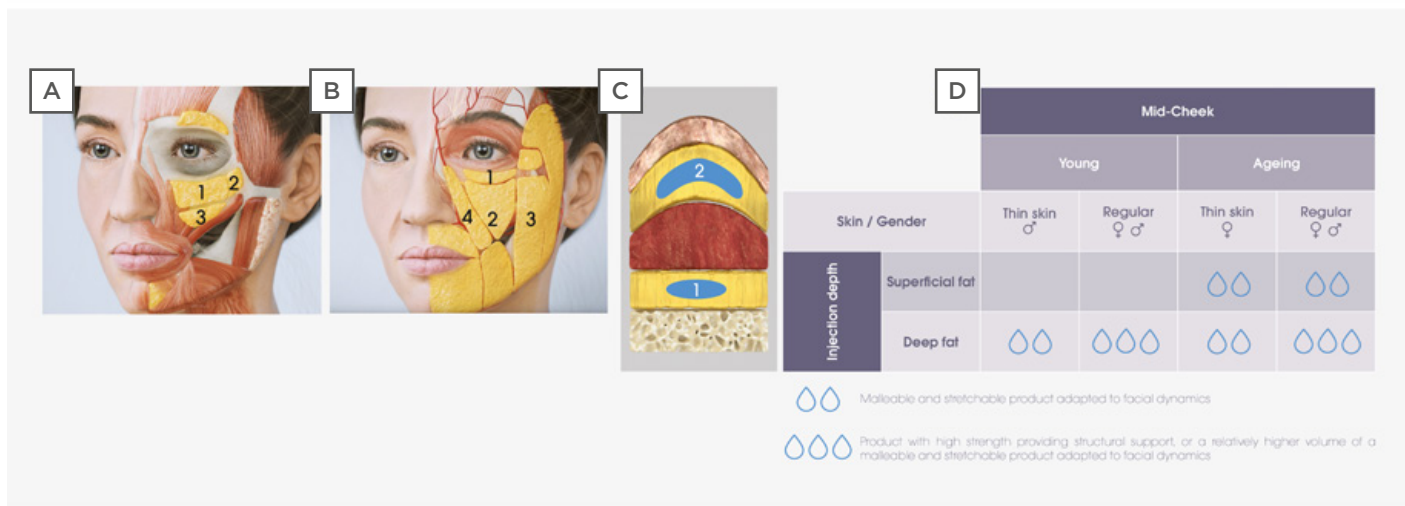 A
B
C
D
1
2
3
1
2
3
4
2
1
Mid-Cheek
Young
Ageing
Skin / Gender
Thin skin
♂
Regular
♀ ♂
Thin skin
♀
Regular
♀ ♂
Injection depth
Superficial fat
Deep fat
Malleable and stretchable product adapted to facial dynamics
Product with high strength providing structural support, or a relatively higher volume of a
malleable and stretchable product adapted to facial dynamics